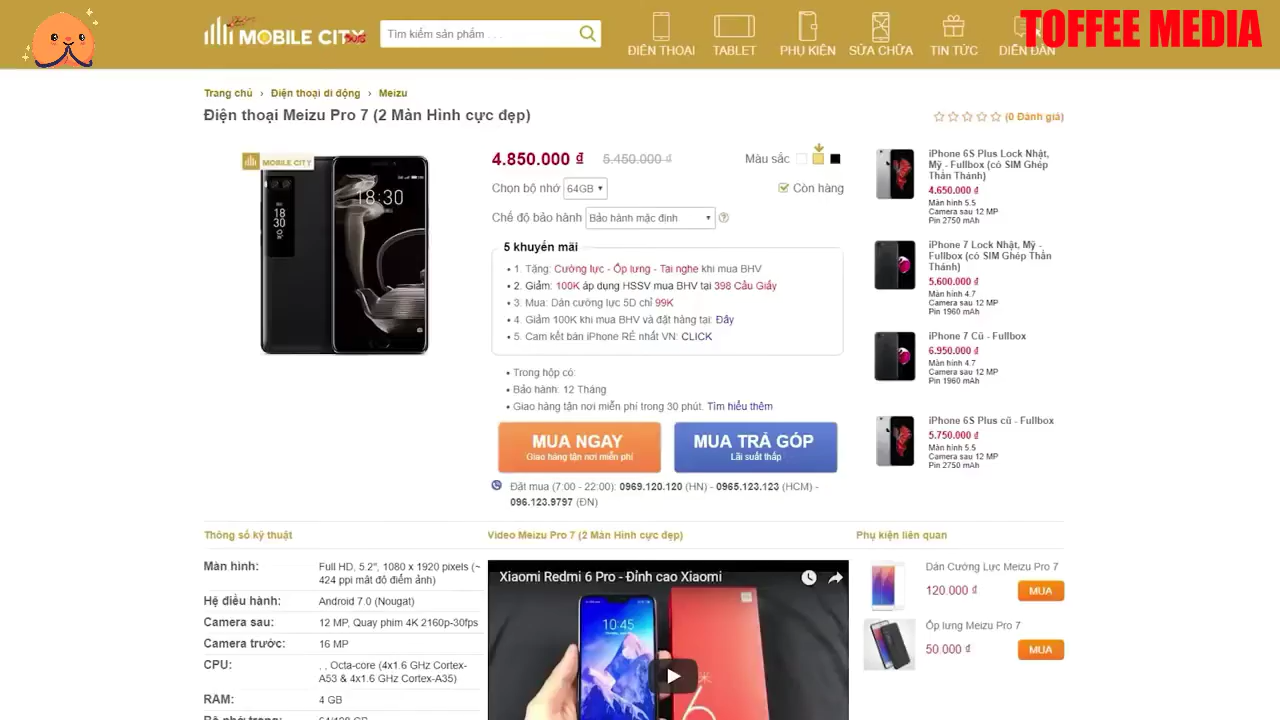 MOBILE CITY
Tìm kiếm sản phẩm . . .
ĐIỆN THOẠI
TABLET
PHỤ KIỆN
SỬA CHỮA
TIN TỨC
DIỄN ĐÀN
TOFFEE MEDIA
Trang chủ › Điện thoại di động › Meizu
Điện thoại Meizu Pro 7 (2 Màn Hình cực đẹp)
(0 Đánh giá)
MOBILE CITY
18:30
18
30
4.850.000 ₫ 5.450.000 ₫
Màu sắc
Chọn bộ nhớ 64GB
Còn hàng
Chế độ bảo hành Bảo hành mặc định
5 khuyến mãi
1. Tặng: Cường lực - Ốp lưng - Tai nghe khi mua BHV
2. Giảm: 100K áp dụng HSSV mua BHV tại 398 Cầu Giấy
3. Mua: Dán cường lực 5D chỉ 99K
4. Giảm 100K khi mua BHV và đặt hàng tại: Đây
5. Cam kết bán iPhone RẺ nhất VN: CLICK
Trong hộp có:
Bảo hành: 12 Tháng
Giao hàng tận nơi miễn phí trong 30 phút. Tìm hiểu thêm
MUA NGAY
Giao hàng tận nơi miễn phí
MUA TRẢ GÓP
Lãi suất thấp
Đặt mua (7:00 - 22:00): 0969.120.120 (HN) - 0965.123.123 (HCM) -
096.123.9797 (ĐN)
iPhone 6S Plus Lock Nhật,
Mỹ - Fullbox (có SIM Ghép
Thần Thánh)
4.650.000 ₫
Màn hình 5.5
Camera sau 12 MP
Pin 2750 mAh
iPhone 7 Lock Nhật, Mỹ -
Fullbox (có SIM Ghép Thần
Thánh)
5.600.000 ₫
Màn hình 4.7
Camera sau 12 MP
Pin 1960 mAh
iPhone 7 Cũ - Fullbox
6.950.000 ₫
Màn hình 4.7
Camera sau 12 MP
Pin 1960 mAh
iPhone 6S Plus cũ - Fullbox
5.750.000 ₫
Màn hình 5.5
Camera sau 12 MP
Pin 2750 mAh
Thông số kỹ thuật
Màn hình: Full HD, 5.2", 1080 x 1920 pixels (~
424 ppi mật độ điểm ảnh)
Hệ điều hành: Android 7.0 (Nougat)
Camera sau: 12 MP, Quay phim 4K 2160p-30fps
Camera trước: 16 MP
CPU: , , Octa-core (4x1.6 GHz Cortex-
A53 & 4x1.6 GHz Cortex-A35)
RAM: 4 GB
Bộ nhớ trong: 64/128 GB
Video Meizu Pro 7 (2 Màn Hình cực đẹp)
Xiaomi Redmi 6 Pro - Đỉnh cao Xiaomi
10:45
6
Phụ kiện liên quan
Dán Cường Lực Meizu Pro 7
120.000 ₫ MUA
Ốp lưng Meizu Pro 7
50.000 ₫ MUA